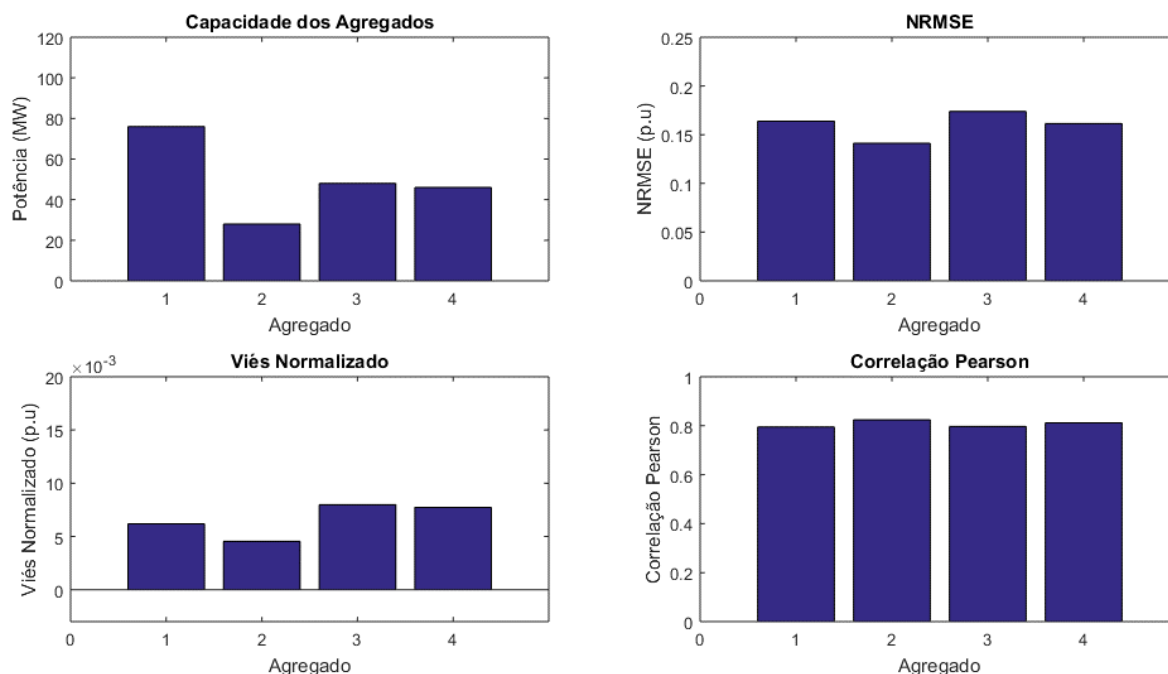 Capacidade dos Agregados
120
100
80
60
40
20
0
Potência (MW)
1 2 3 4
Agregado
NRMSE
0.25
0.2
0.15
0.1
0.05
0
NRMSE (p.u)
0 1 2 3 4
Agregado
Viés Normalizado
×10-3
20
15
10
5
0
Viés Normalizado (p.u)
0 1 2 3 4
Agregado
Correlação Pearson
1
0.8
0.6
0.4
0.2
0
Correlação Pearson
0 1 2 3 4
Agregado